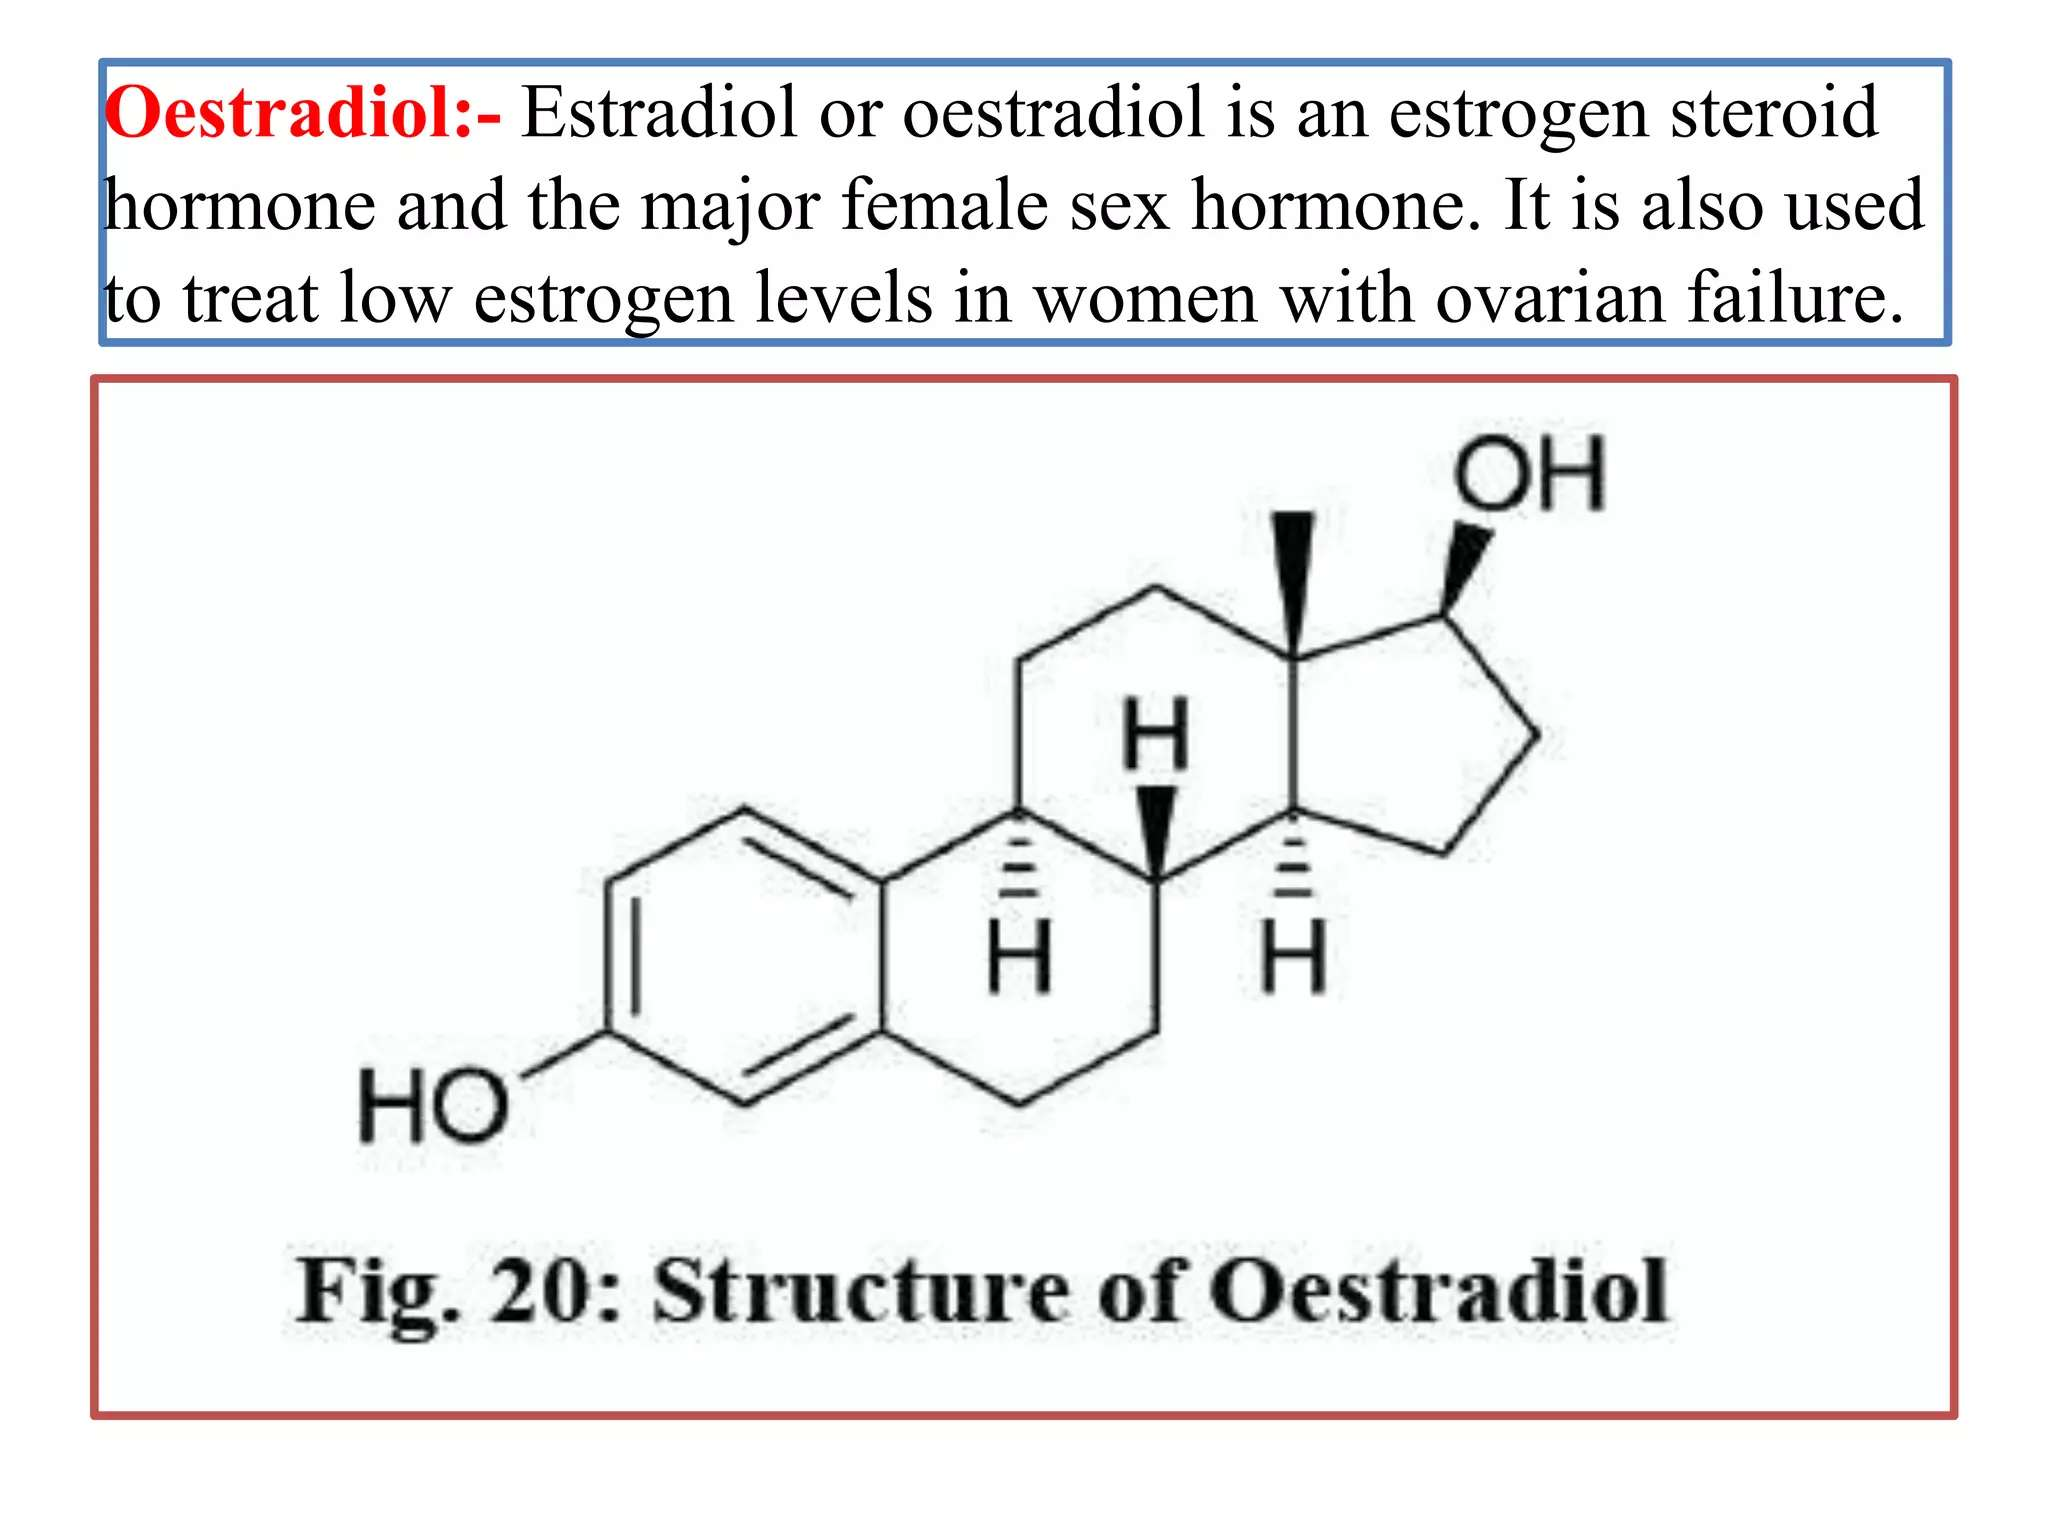 Oestradiol:- Estradiol or oestradiol is an estrogen steroid
hormone and the major female sex hormone. It is also used
to treat low estrogen levels in women with ovarian failure.
OH
H
H
H
HO
Fig. 20: Structure of Oestradiol